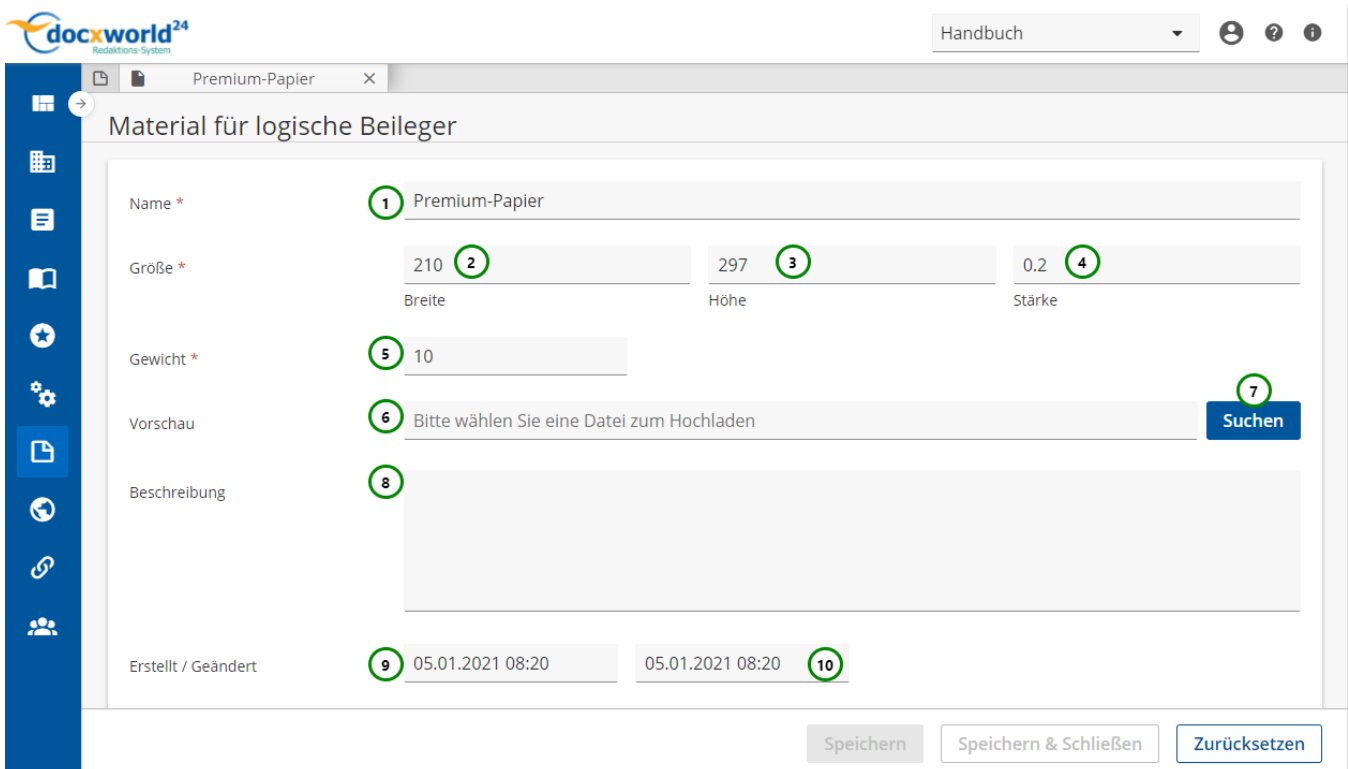 docxworld24
Redaktions-System
Handbuch
Premium-Papier
Material für logische Beileger
Name * 1 Premium-Papier
Größe * 210 2 297 3 0.2 4
Breite Höhe Stärke
Gewicht * 5 10
7
Vorschau 6 Bitte wählen Sie eine Datei zum Hochladen Suchen
Beschreibung 8
Erstellt / Geändert 9 05.01.2021 08:20 05.01.2021 08:20 10
Speichern Speichern & Schließen Zurücksetzen